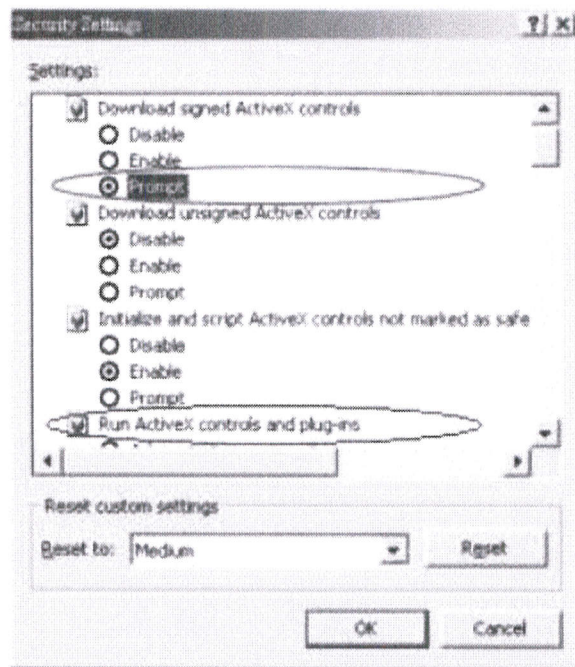 Security Settings
Settings:
Download signed ActiveX controls
Disable
Enable
Prompt
Download unsigned ActiveX controls
Disable
Enable
Prompt
Initialize and script ActiveX controls not marked as safe
Disable
Enable
Prompt
Run ActiveX controls and plug-ins
Reset custom settings
Reset to: Medium Reset
OK Cancel